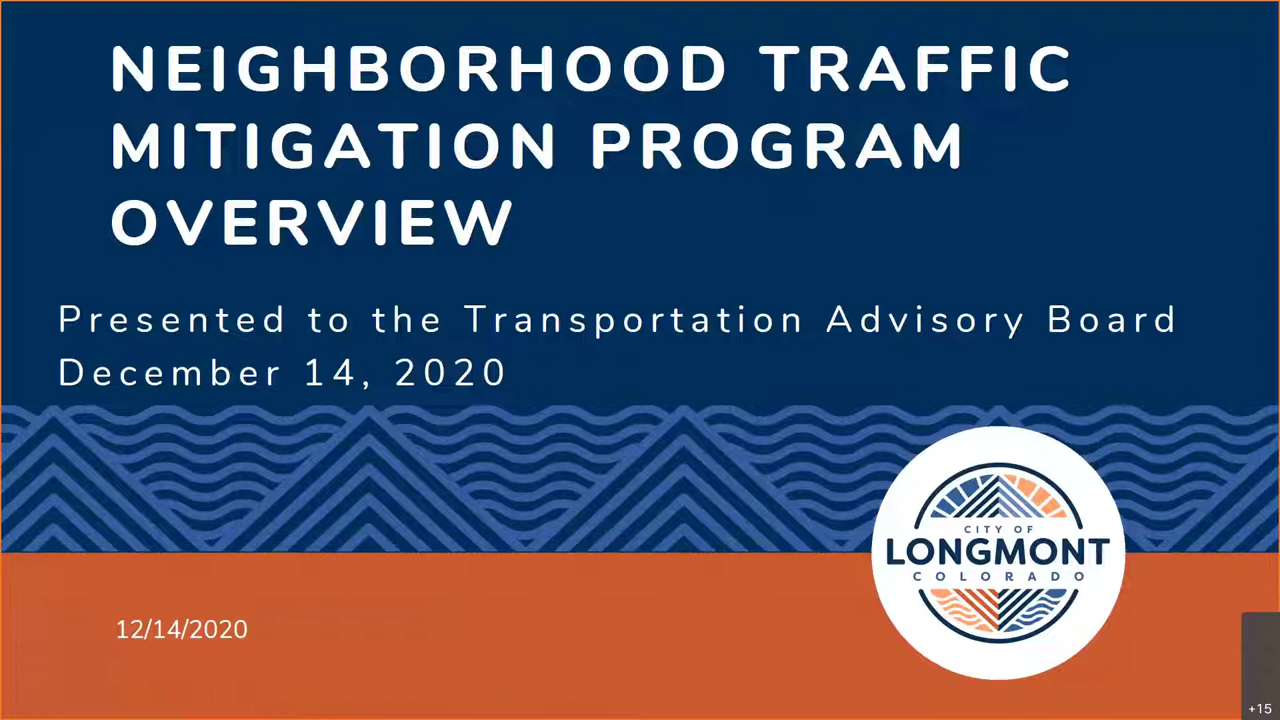 NEIGHBORHOOD TRAFFIC
MITIGATION PROGRAM
OVERVIEW
Presented to the Transportation Advisory Board
December 14, 2020
CITY OF
LONGMONT
COLORADO
12/14/2020
+15